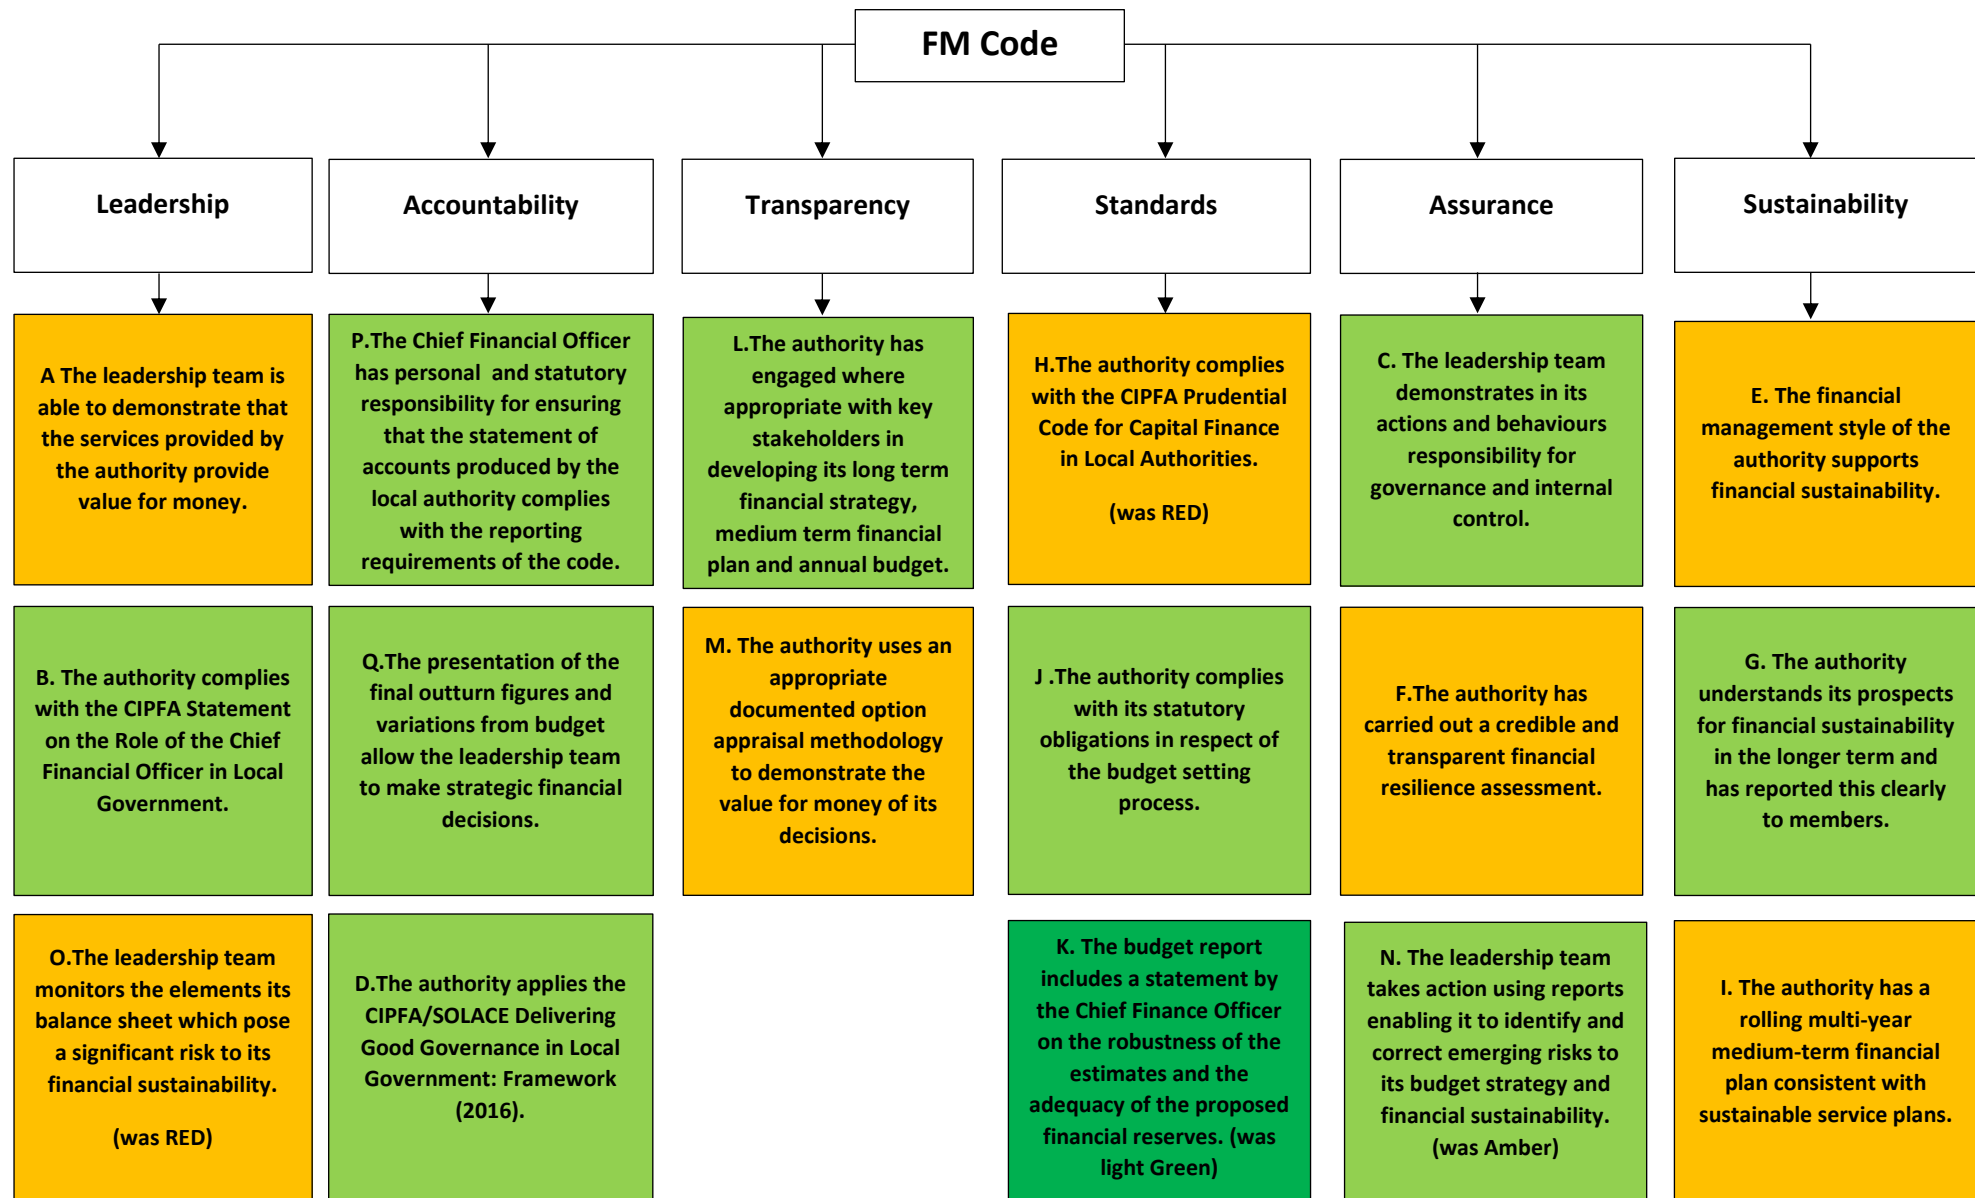 FM Code
Leadership
Accountability
Transparency
Standards
Assurance
Sustainability
A The leadership team is
able to demonstrate that
the services provided by
the authority provide
value for money.
P.The Chief Financial Officer
has personal and statutory
responsibility for ensuring
that the statement of
accounts produced by the
local authority complies
with the reporting
requirements of the code.
L.The authority has
engaged where
appropriate with key
stakeholders in
developing its long term
financial strategy,
medium term financial
plan and annual budget.
H.The authority complies
with the CIPFA Prudential
Code for Capital Finance
in Local Authorities.
(was RED)
C. The leadership team
demonstrates in its
actions and behaviours
responsibility for
governance and internal
control.
E. The financial
management style of the
authority supports
financial sustainability.
B. The authority complies
with the CIPFA Statement
on the Role of the Chief
Financial Officer in Local
Government.
Q.The presentation of the
final outturn figures and
variations from budget
allow the leadership team
to make strategic financial
decisions.
M. The authority uses an
appropriate
documented option
appraisal methodology
to demonstrate the
value for money of its
decisions.
J .The authority complies
with its statutory
obligations in respect of
the budget setting
process.
F.The authority has
carried out a credible and
transparent financial
resilience assessment.
G. The authority
understands its prospects
for financial sustainability
in the longer term and
has reported this clearly
to members.
O.The leadership team
monitors the elements its
balance sheet which pose
a significant risk to its
financial sustainability.
(was RED)
D.The authority applies the
CIPFA/SOLACE Delivering
Good Governance in Local
Government: Framework
(2016).
K. The budget report
includes a statement by
the Chief Finance Officer
on the robustness of the
estimates and the
adequacy of the proposed
financial reserves. (was
light Green)
N. The leadership team
takes action using reports
enabling it to identify and
correct emerging risks to
its budget strategy and
financial sustainability.
(was Amber)
I. The authority has a
rolling multi-year
medium-term financial
plan consistent with
sustainable service plans.